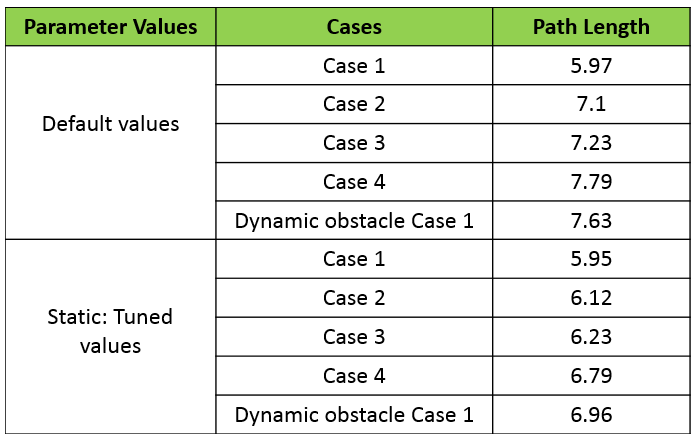 Parameter Values Cases Path Length
Default values
Case 1 5.97
Case 2 7.1
Case 3 7.23
Case 4 7.79
Dynamic obstacle Case 1 7.63
Static: Tuned
values
Case 1 5.95
Case 2 6.12
Case 3 6.23
Case 4 6.79
Dynamic obstacle Case 1 6.96